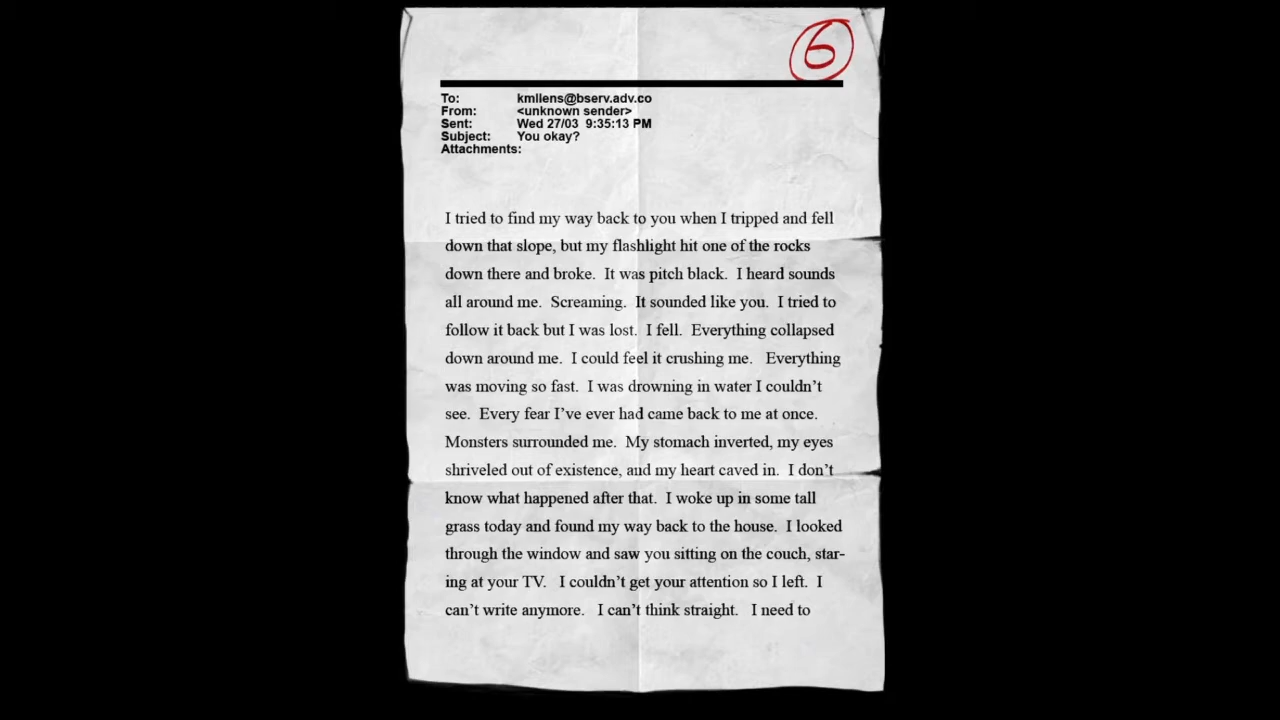 6
To: kmllens@bserv.adv.co
From: <unknown sender>
Sent: Wed 27/03 9:35:13 PM
Subject: You okay?
Attachments:
I tried to find my way back to you when I tripped and fell
down that slope, but my flashlight hit one of the rocks
down there and broke.  It was pitch black.  I heard sounds
all around me.  Screaming.  It sounded like you.  I tried to
follow it back but I was lost.  I fell.  Everything collapsed
down around me.  I could feel it crushing me.   Everything
was moving so fast.  I was drowning in water I couldn’t
see.  Every fear I’ve ever had came back to me at once.
Monsters surrounded me.  My stomach inverted, my eyes
shriveled out of existence, and my heart caved in.  I don’t
know what happened after that.  I woke up in some tall
grass today and found my way back to the house.  I looked
through the window and saw you sitting on the couch, star-
ing at your TV.   I couldn’t get your attention so I left.  I
can’t write anymore.   I can’t think straight.   I need to